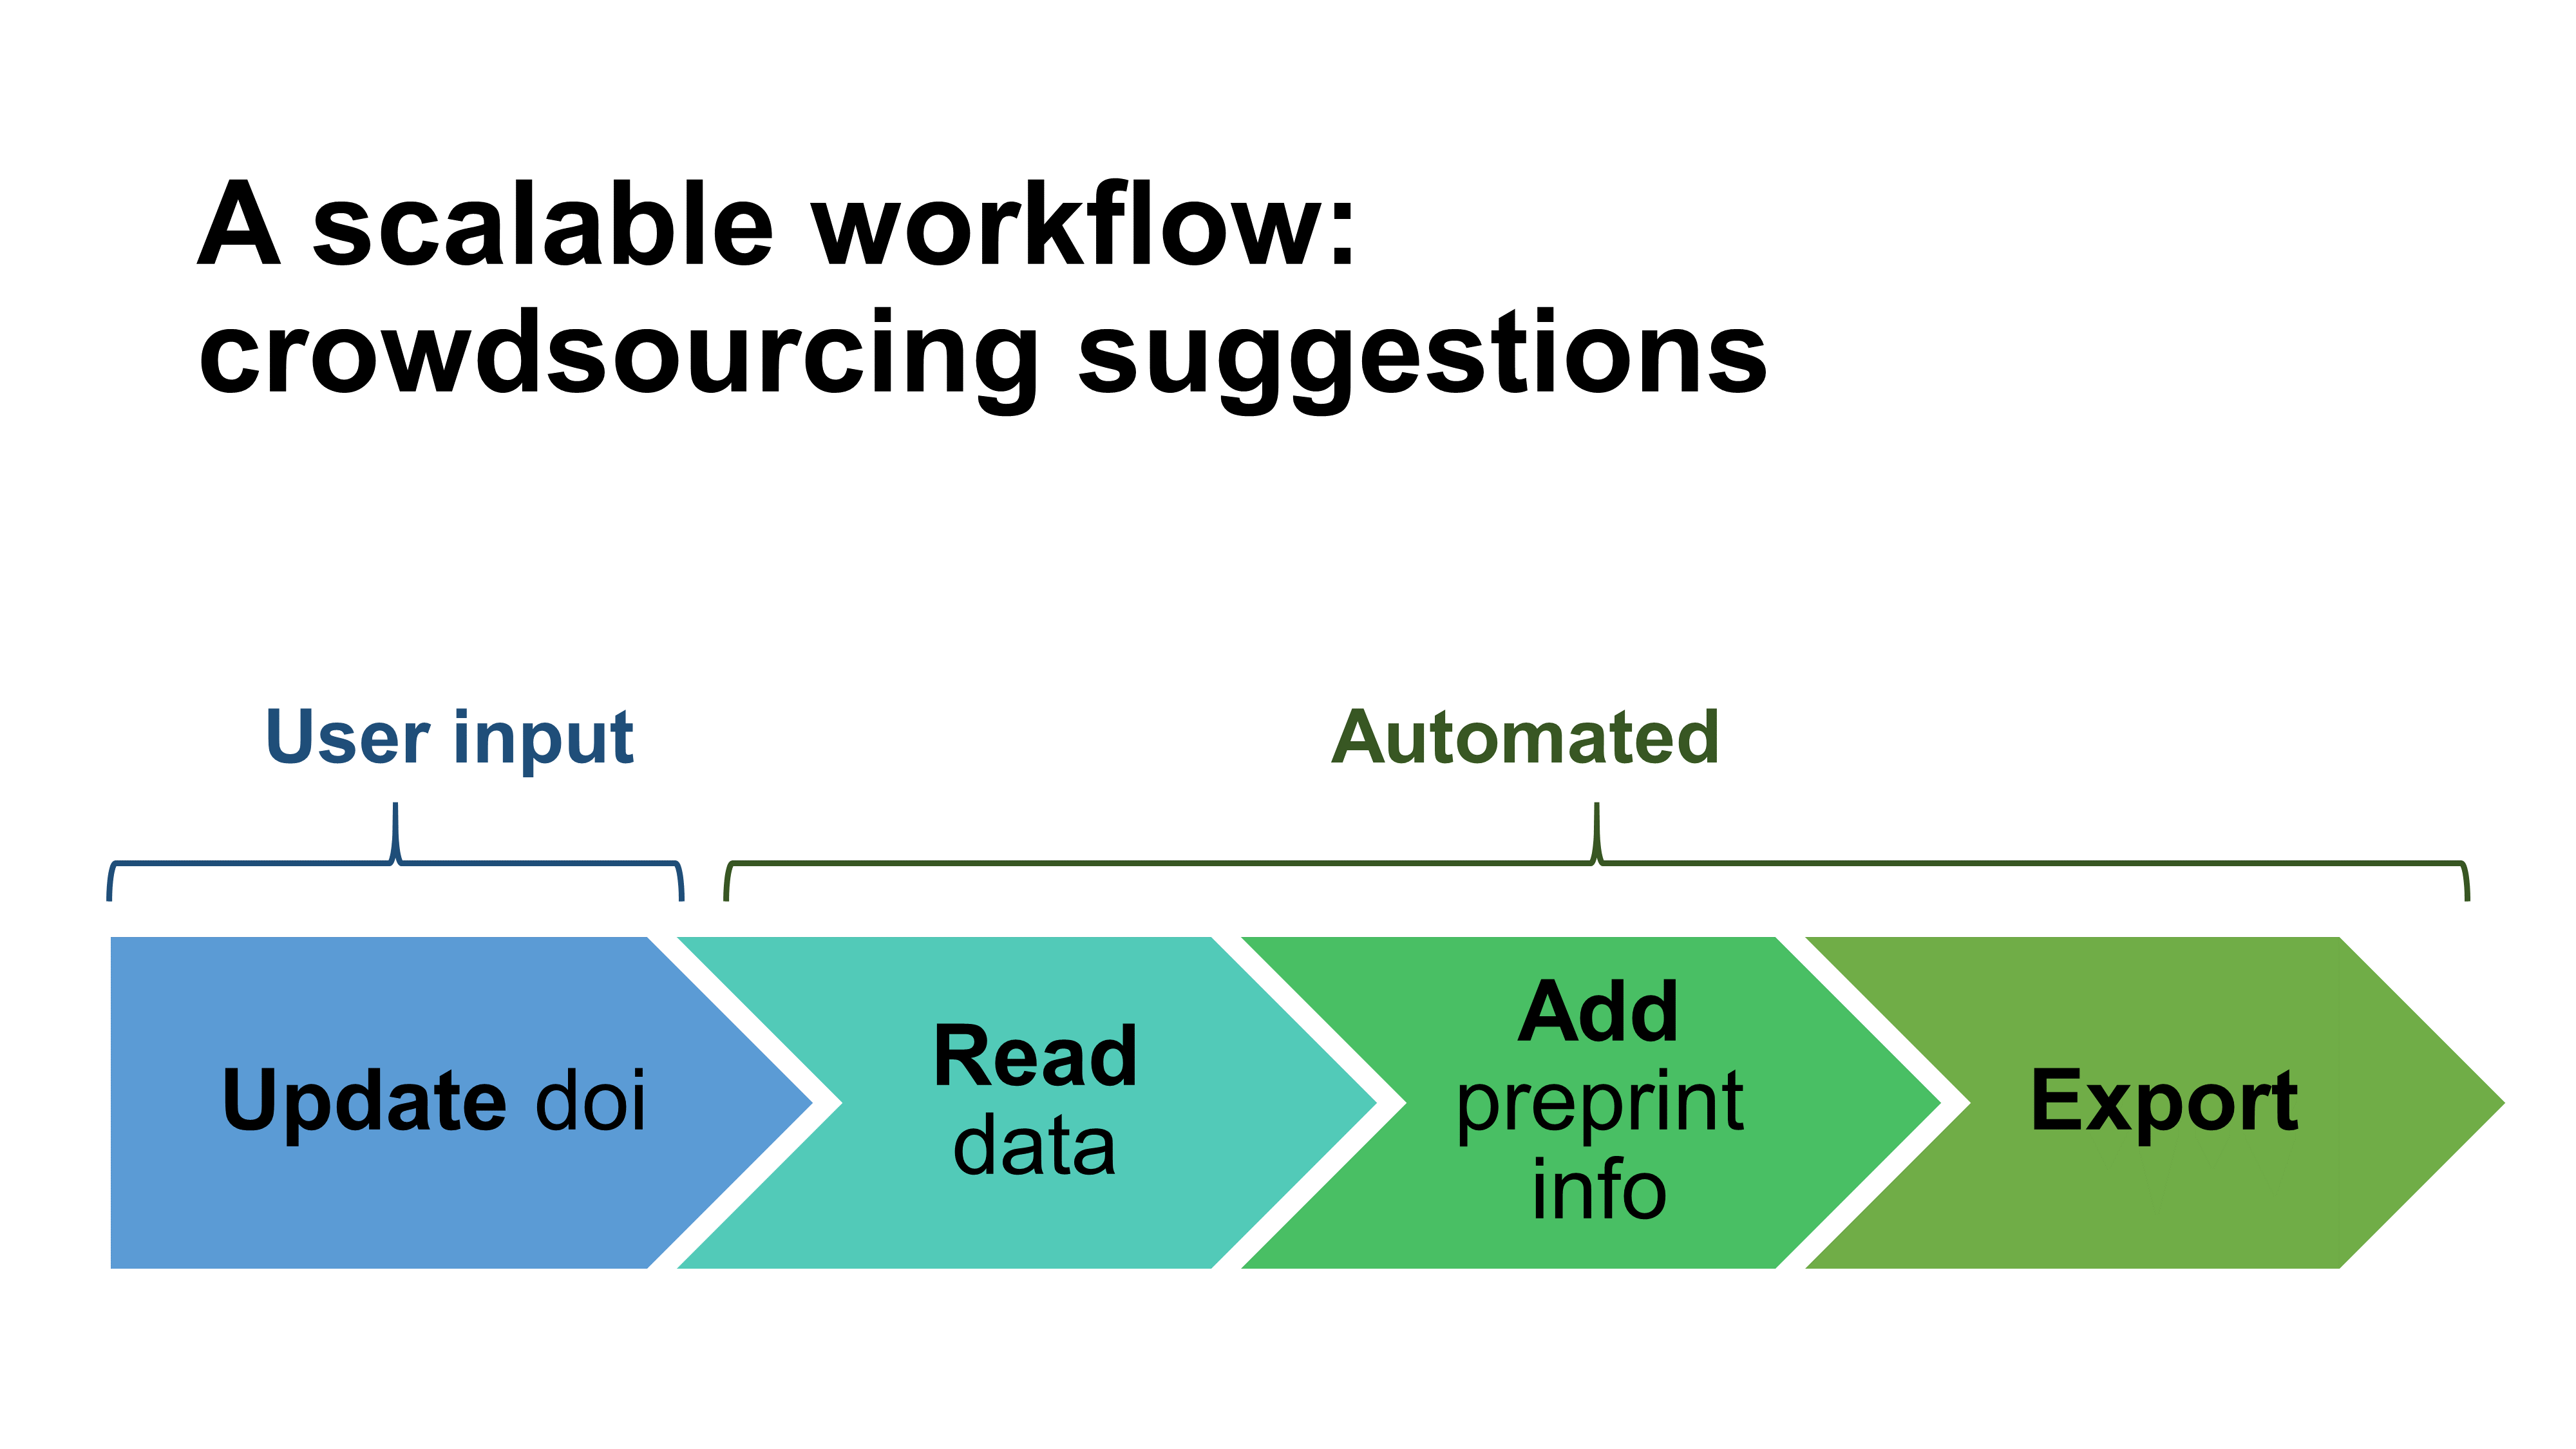 A scalable workflow:
crowdsourcing suggestions
User input
Automated
Update doi
Read
data
Add
preprint
info
Export